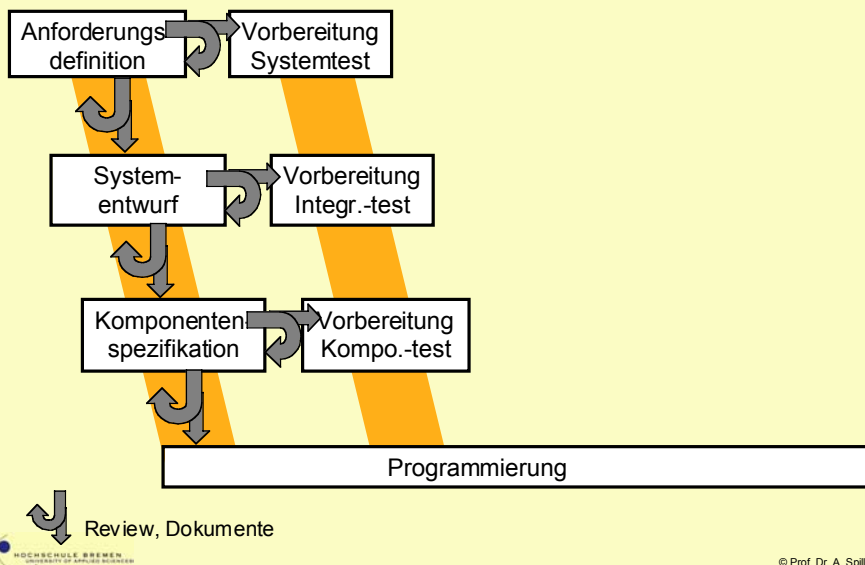 Anforderungs
definition
Vorbereitung
Systemtest
System-
entwurf
Vorbereitung
Integr.-test
Komponenten-
spezifikation
Vorbereitung
Kompo.-test
Programmierung
Review, Dokumente
HOCHSCHULE BREMEN
UNIVERSITY OF APPLIED SCIENCES
© Prof. Dr. A. Spill